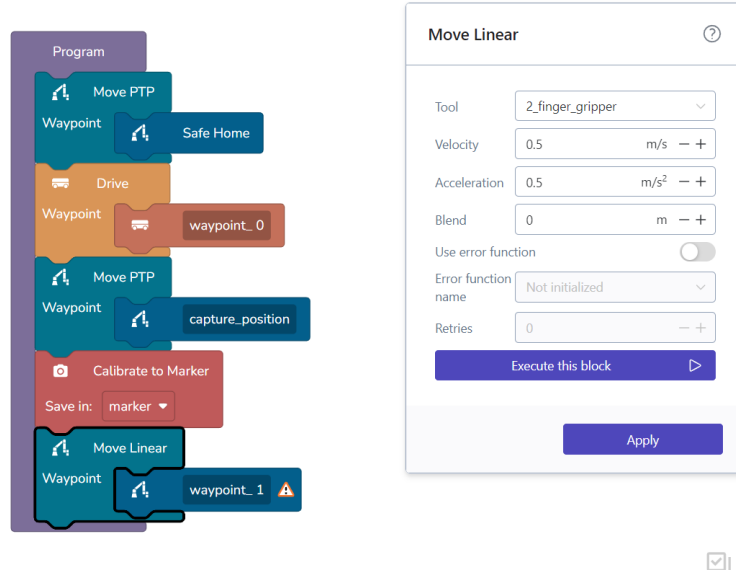 Program
Move PTP
Waypoint
Safe Home
Drive
Waypoint
waypoint_ 0
Move PTP
Waypoint
capture_position
Calibrate to Marker
Save in: marker
Move Linear
Waypoint
waypoint_ 1
Move Linear
?
Tool 2_finger_gripper
Velocity 0.5 m/s − +
Acceleration 0.5 m/s² − +
Blend 0 m − +
Use error function
Error function
name
Not initialized
Retries 0 − +
Execute this block
Apply